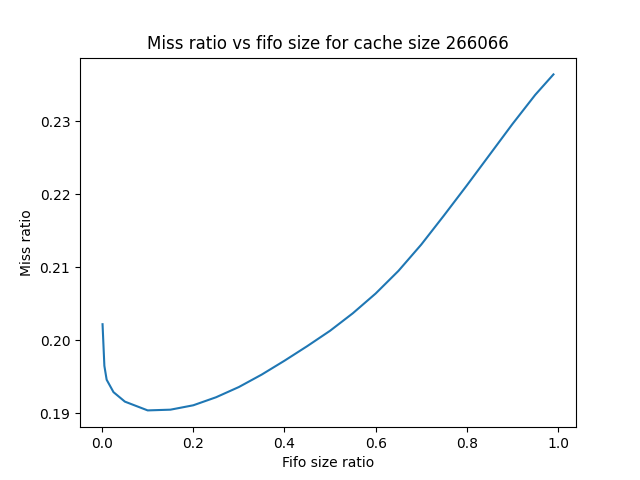 Miss ratio vs fifo size for cache size 266066
0.23
0.22
0.21
0.20
0.19
Miss ratio
0.0 0.2 0.4 0.6 0.8 1.0
Fifo size ratio